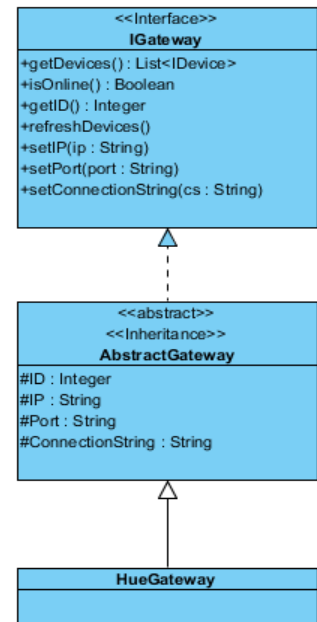 <<Interface>>
IGateway
+getDevices() : List<IDevice>
+isOnline() : Boolean
+getID() : Integer
+refreshDevices()
+setIP(ip : String)
+setPort(port : String)
+setConnectionString(cs : String)
<<abstract>>
<<Inheritance>>
AbstractGateway
#ID : Integer
#IP : String
#Port : String
#ConnectionString : String
HueGateway